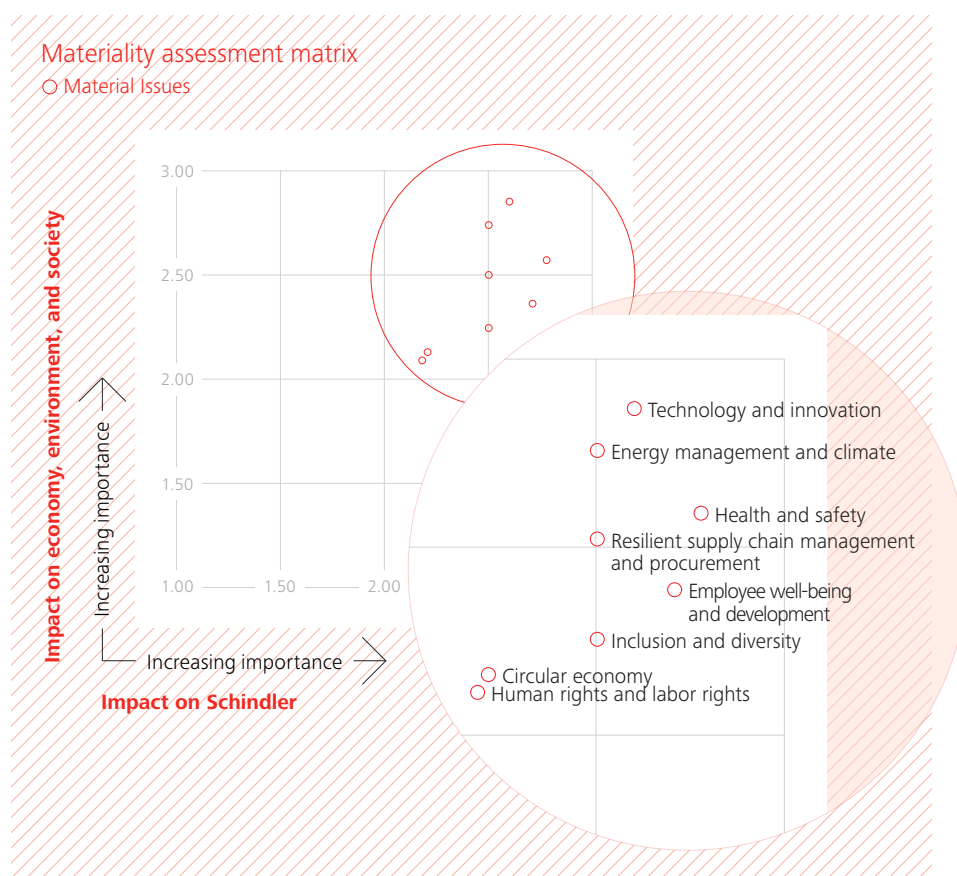 Materiality assessment matrix
Material Issues
3.00
2.50
2.00
1.50
1.00
1.50
2.00
Impact on economy, environment, and society
Increasing importance
Increasing importance
Impact on Schindler
Technology and innovation
Energy management and climate
Health and safety
Resilient supply chain management
and procurement
Employee well-being
and development
Inclusion and diversity
Circular economy
Human rights and labor rights